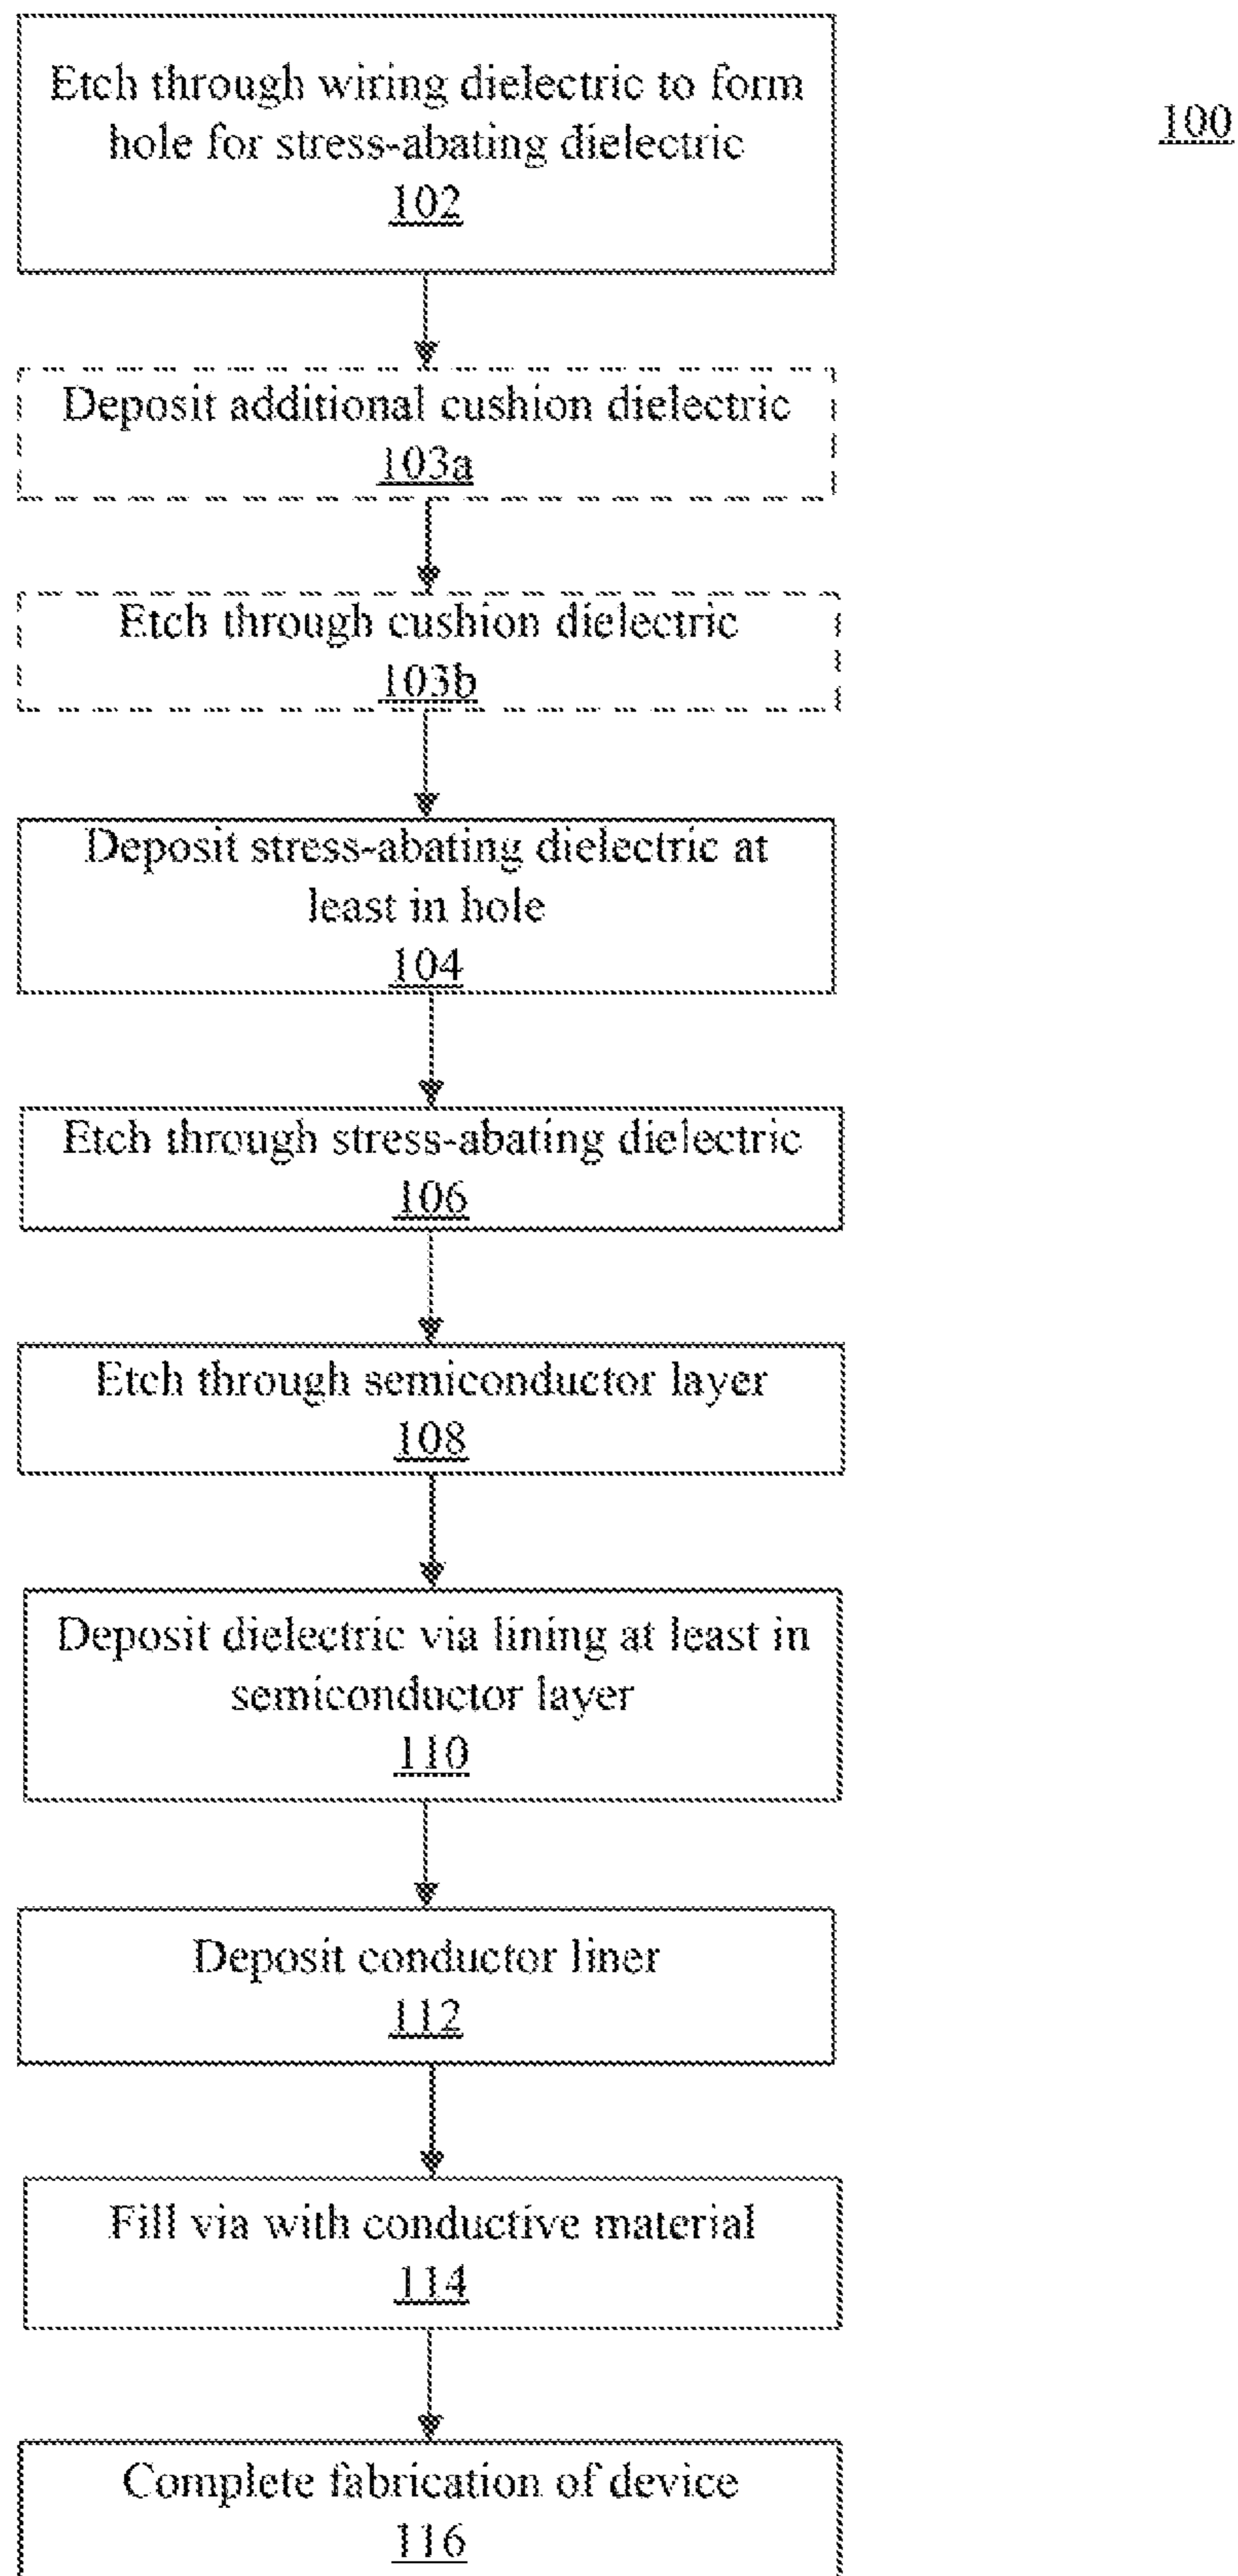 100
Etch through wiring dielectric to form
hole for stress-abating dielectric
102
Deposit additional cushion dielectric
103a
Etch through cushion dielectric
103b
Deposit stress-abating dielectric at
least in hole
104
Etch through stress-abating dielectric
106
Etch through semiconductor layer
108
Deposit dielectric via lining at least in
semiconductor layer
110
Deposit conductor liner
112
Fill via with conductive material
114
Complete fabrication of device
116